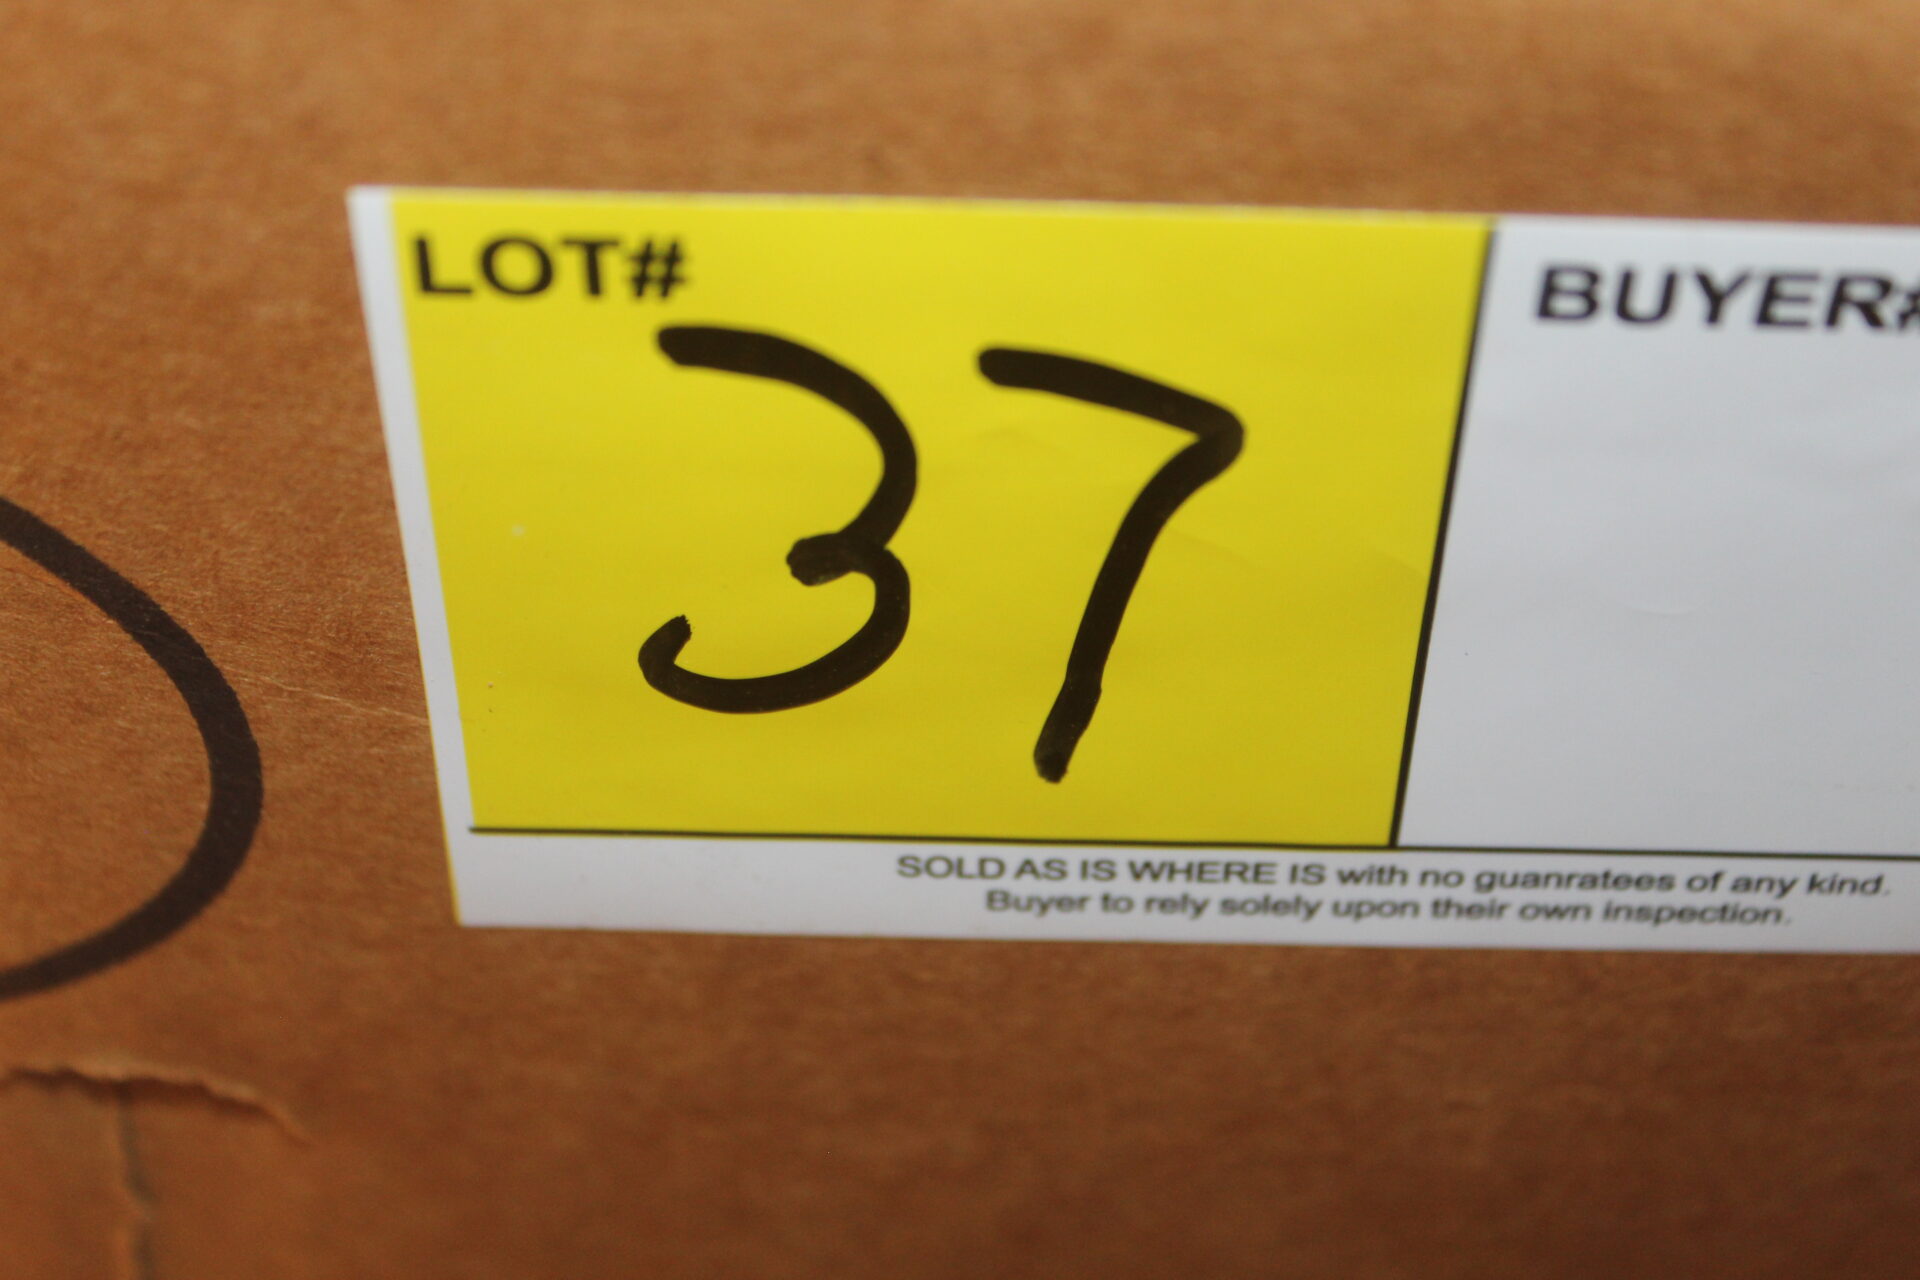 LOT#
37
BUYER#
SOLD AS IS WHERE IS with no guanratees of any kind.
Buyer to rely solely upon their own inspection.